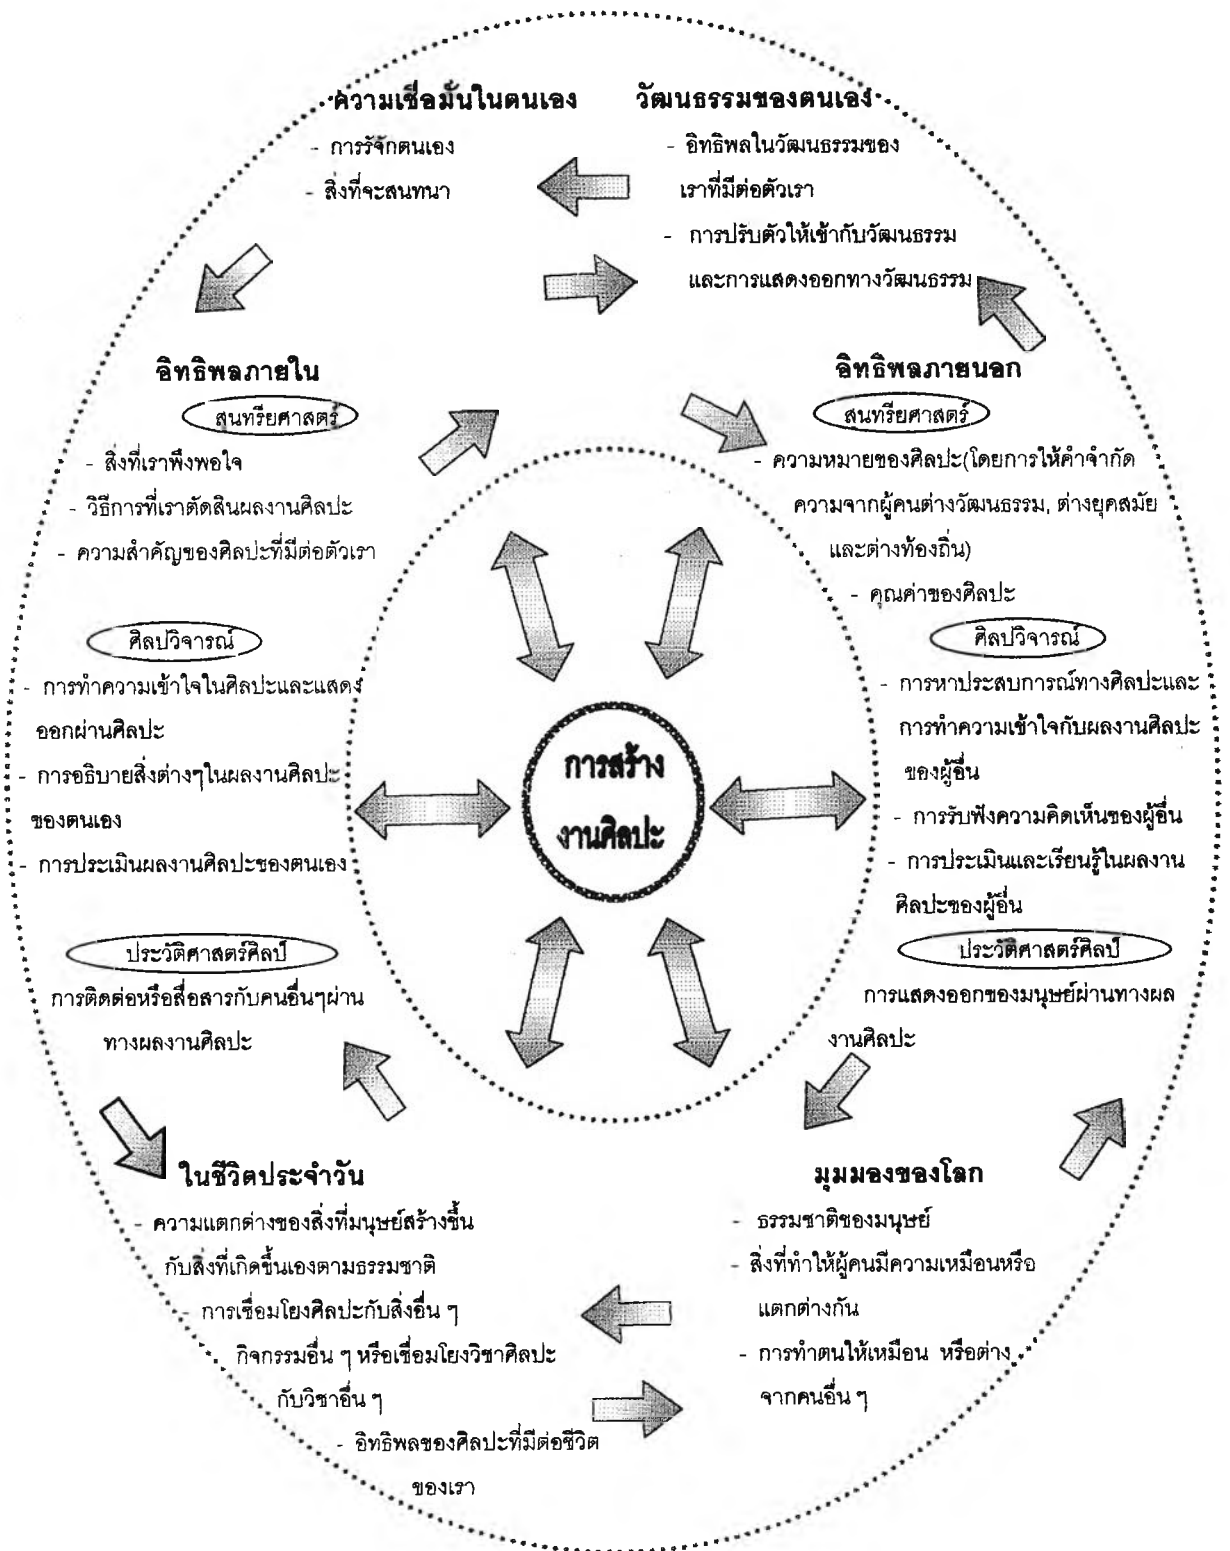 ความเชื่อมั่นในตนเอง
- การรู้จักตนเอง
- สิ่งที่จะสนทนา
วัฒนธรรมของตนเอง
- อิทธิพลในวัฒนธรรมของ
เราที่มีต่อตัวเรา
- การปรับตัวให้เข้ากับวัฒนธรรม
และการแสดงออกทางวัฒนธรรม
อิทธิพลภายใน
สุนทรียศาสตร์
- สิ่งที่เราพึงพอใจ
- วิธีการที่เราตัดสินผลงานศิลปะ
- ความสำคัญของศิลปะที่มีต่อตัวเรา
ศิลปวิจารณ์
- การทำความเข้าใจในศิลปะและแสดง
ออกผ่านศิลปะ
- การอธิบายสิ่งต่างๆในผลงานศิลปะ
ของตนเอง
- การประเมินผลงานศิลปะของตนเอง
ประวัติศาสตร์ศิลป์
การติดต่อหรือสื่อสารกับคนอื่นๆผ่าน
ทางผลงานศิลปะ
อิทธิพลภายนอก
สุนทรียศาสตร์
- ความหมายของศิลปะ(โดยการให้คำจำกัด
ความจากผู้คนต่างวัฒนธรรม, ต่างยุคสมัย
และต่างท้องถิ่น)
- คุณค่าของศิลปะ
ศิลปวิจารณ์
- การหาประสบการณ์ทางศิลปะและ
การทำความเข้าใจกับผลงานศิลปะ
ของผู้อื่น
- การรับฟังความคิดเห็นของผู้อื่น
- การประเมินและเรียนรู้ในผลงาน
ศิลปะของผู้อื่น
ประวัติศาสตร์ศิลป์
การแสดงออกของมนุษย์ผ่านทางผล
งานศิลปะ
การสร้าง
งานศิลปะ
ในชีวิตประจำวัน
- ความแตกต่างของสิ่งที่มนุษย์สร้างขึ้น
กับสิ่งที่เกิดขึ้นเองตามธรรมชาติ
- การเชื่อมโยงศิลปะกับสิ่งอื่น ๆ
กิจกรรมอื่น ๆ หรือเชื่อมโยงวิชาศิลปะ
กับวิชาอื่น ๆ
- อิทธิพลของศิลปะที่มีต่อชีวิต
ของเรา
มุมมองของโลก
- ธรรมชาติของมนุษย์
- สิ่งที่ทำให้ผู้คนมีความเหมือนหรือ
แตกต่างกัน
- การทำตนให้เหมือน หรือต่าง
จากคนอื่น ๆ